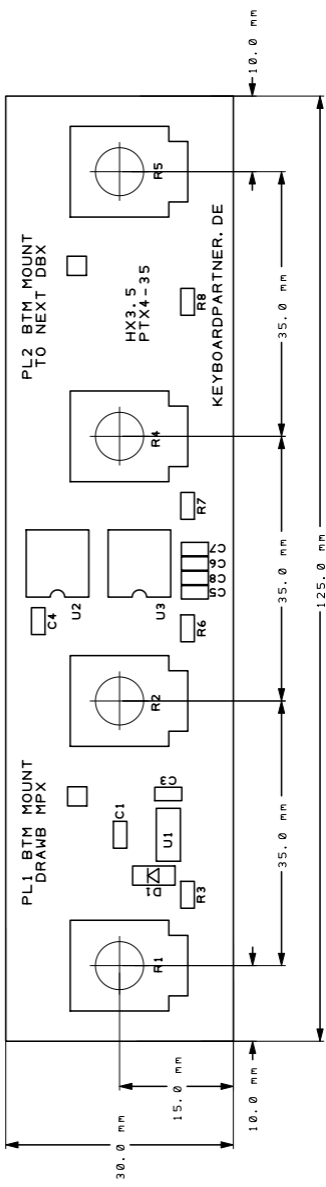 PL1 BTM MOUNT
DRAWB MPX
PL2 BTM MOUNT
TO NEXT DBX
HX3.5
PTX4-35
KEYBOARDPARTNER.DE
R1
R2
R4
R5
C4
U2
U3
C1
C3
U1
D1
R3
R6
R7
R8
C5
C8
C6
C7
30.0 mm
15.0 mm
10.0 mm
35.0 mm
35.0 mm
35.0 mm
10.0 mm
125.0 mm